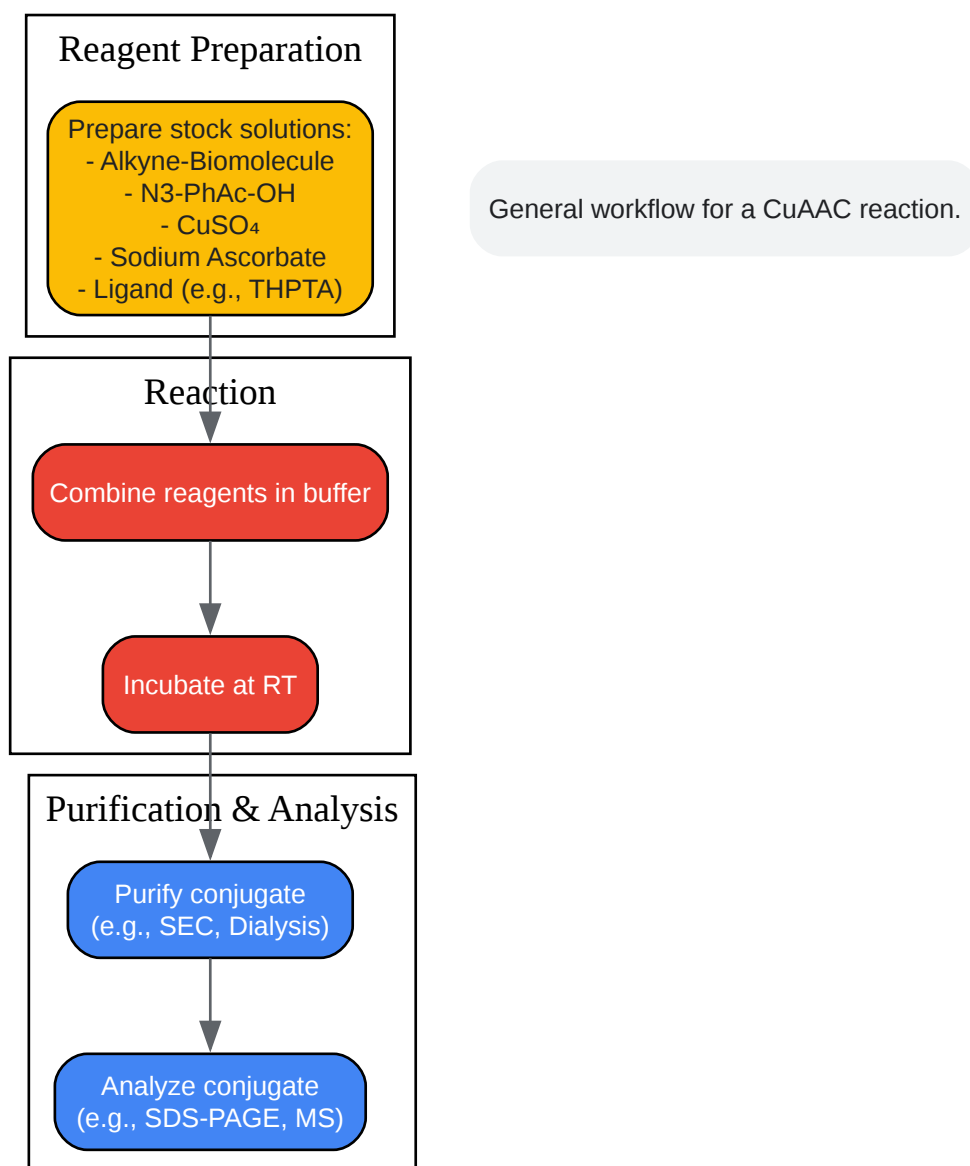 Reagent Preparation
Prepare stock solutions:
- Alkyne-Biomolecule
- N3-PhAc-OH
- CuSO₄
- Sodium Ascorbate
- Ligand (e.g., THPTA)
General workflow for a CuAAC reaction.
Reaction
Combine reagents in buffer
Incubate at RT
Purification & Analysis
Purify conjugate
(e.g., SEC, Dialysis)
Analyze conjugate
(e.g., SDS-PAGE, MS)